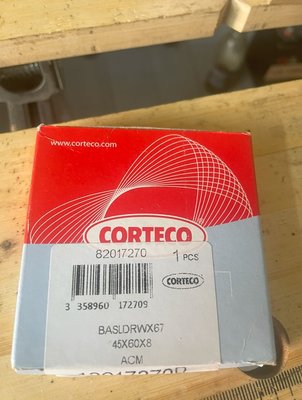 www.corteco.com
CORTECO
82017270 1 PCS
3 358960 172709
CORTECO
BASLDRWX67
45X60X8
ACM